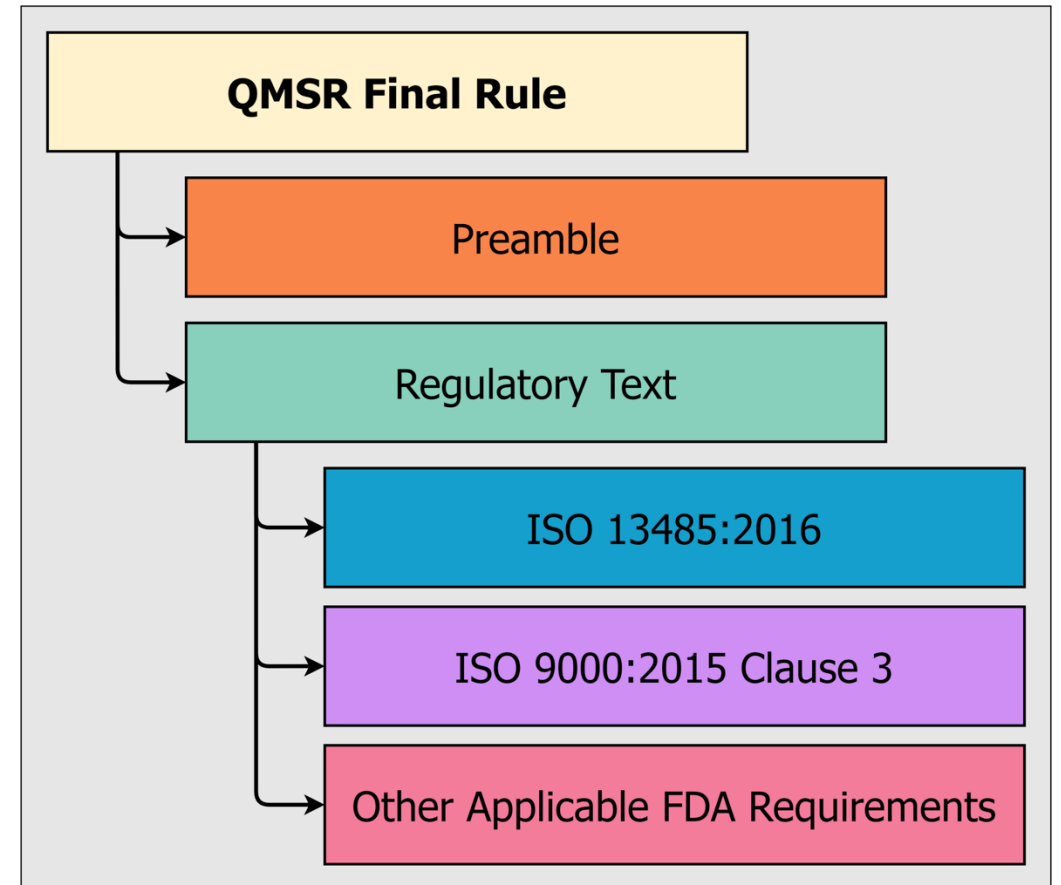 QMSR Final Rule
Preamble
Regulatory Text
ISO 13485:2016
ISO 9000:2015 Clause 3
Other Applicable FDA Requirements